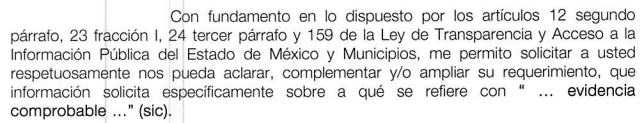 Con fundamento en lo dispuesto por los artículos 12 segundo
párrafo, 23 fracción I, 24 tercer párrafo y 159 de la Ley de Transparencia y Acceso a la
Información Pública del Estado de México y Municipios, me permito solicitar a usted
respetuosamente nos pueda aclarar, complementar y/o ampliar su requerimiento, que
información solicita específicamente sobre a qué se refiere con “ ... evidencia
comprobable ...” (sic).